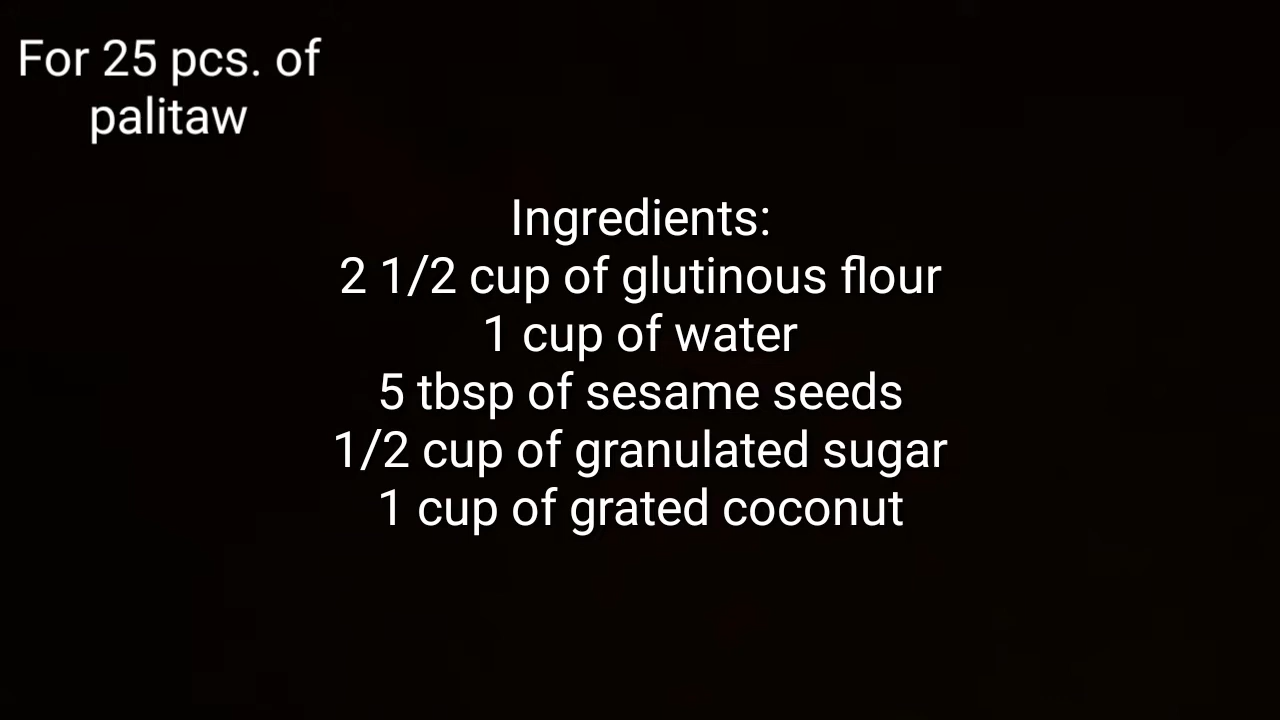 For 25 pcs. of
palitaw
Ingredients:
2 1/2 cup of glutinous flour
1 cup of water
5 tbsp of sesame seeds
1/2 cup of granulated sugar
1 cup of grated coconut